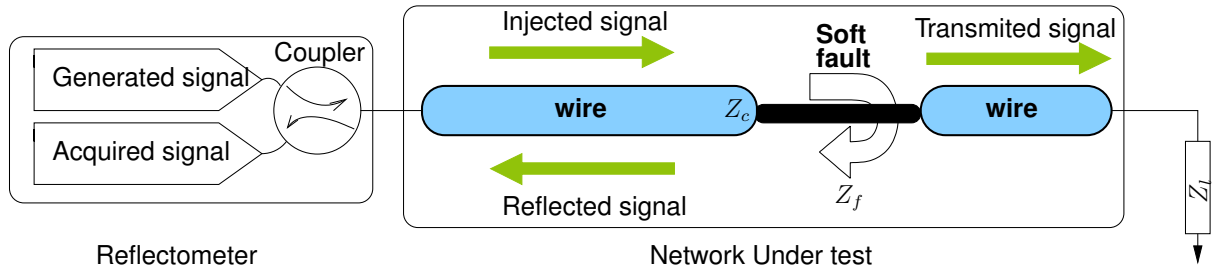 Injected signal
Soft
fault
Transmited signal
Coupler
Generated signal
wire
Z_c
wire
Acquired signal
Reflected signal
Z_f
Z_l
Reflectometer
Network Under test